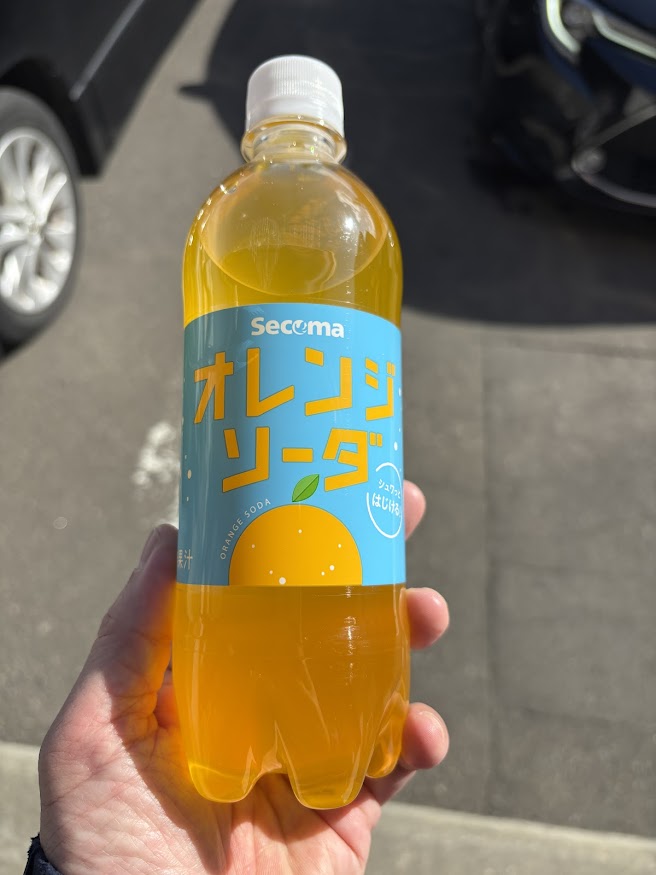 Secoma
オレンジ
ソーダ
シュワっと
はじける
ORANGE SODA
果汁